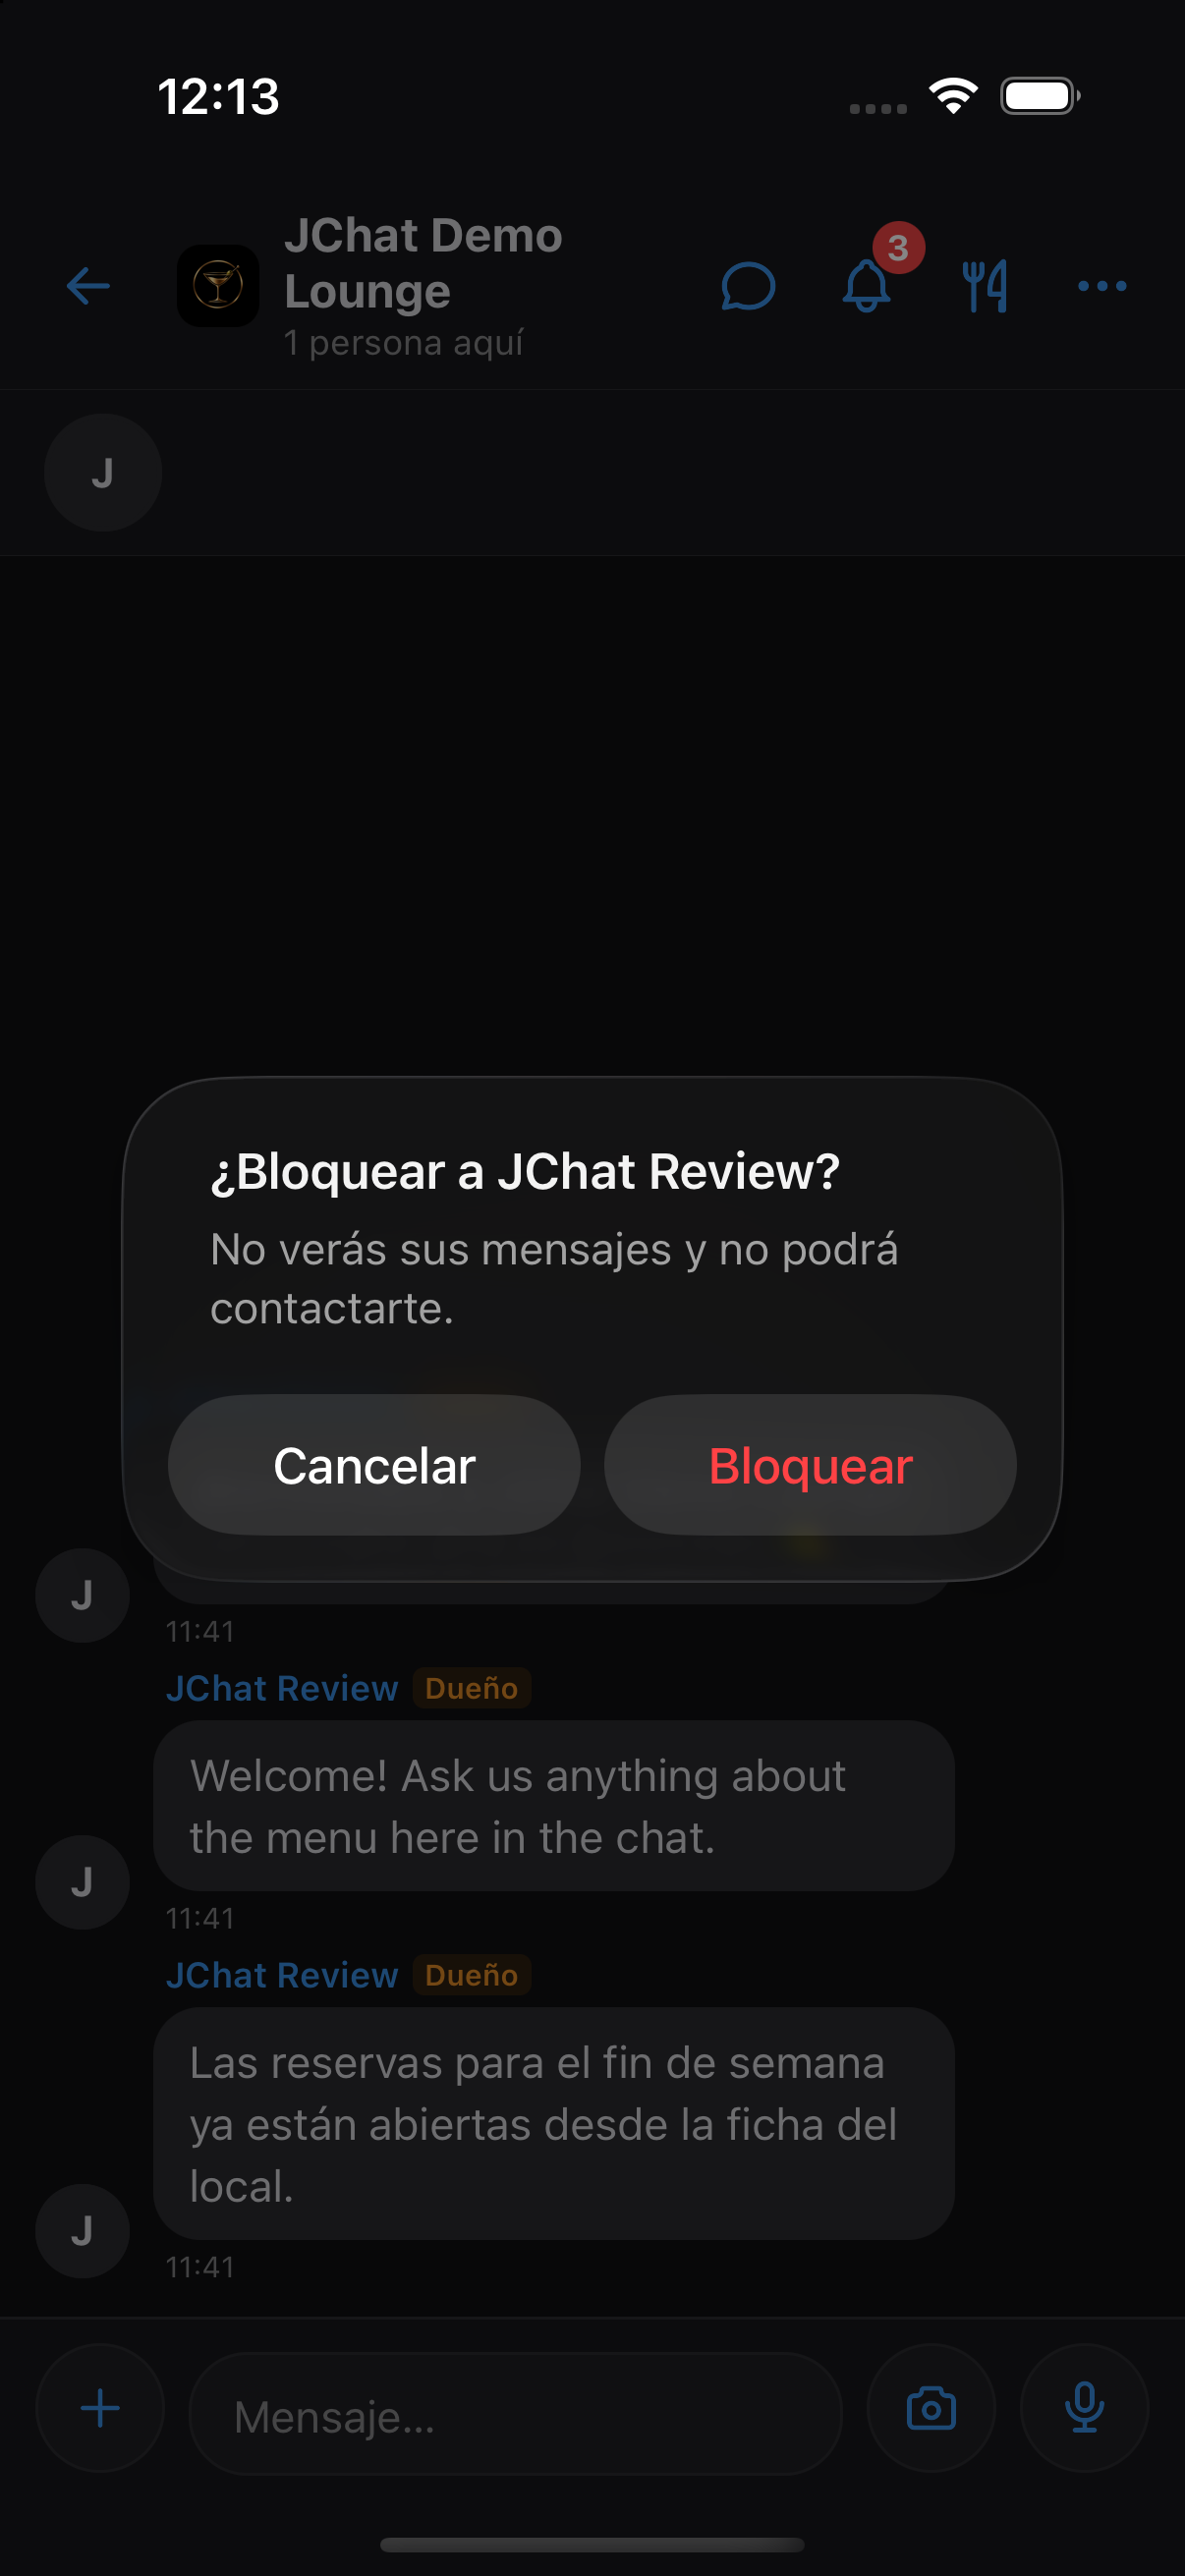 12:13
JChat Demo
Lounge
1 persona aquí
3
J
¿Bloquear a JChat Review?
No verás sus mensajes y no podrá
contactarte.
Cancelar
Bloquear
J
11:41
JChat Review Dueño
Welcome! Ask us anything about
the menu here in the chat.
J
11:41
JChat Review Dueño
Las reservas para el fin de semana
ya están abiertas desde la ficha del
local.
J
11:41
Mensaje...